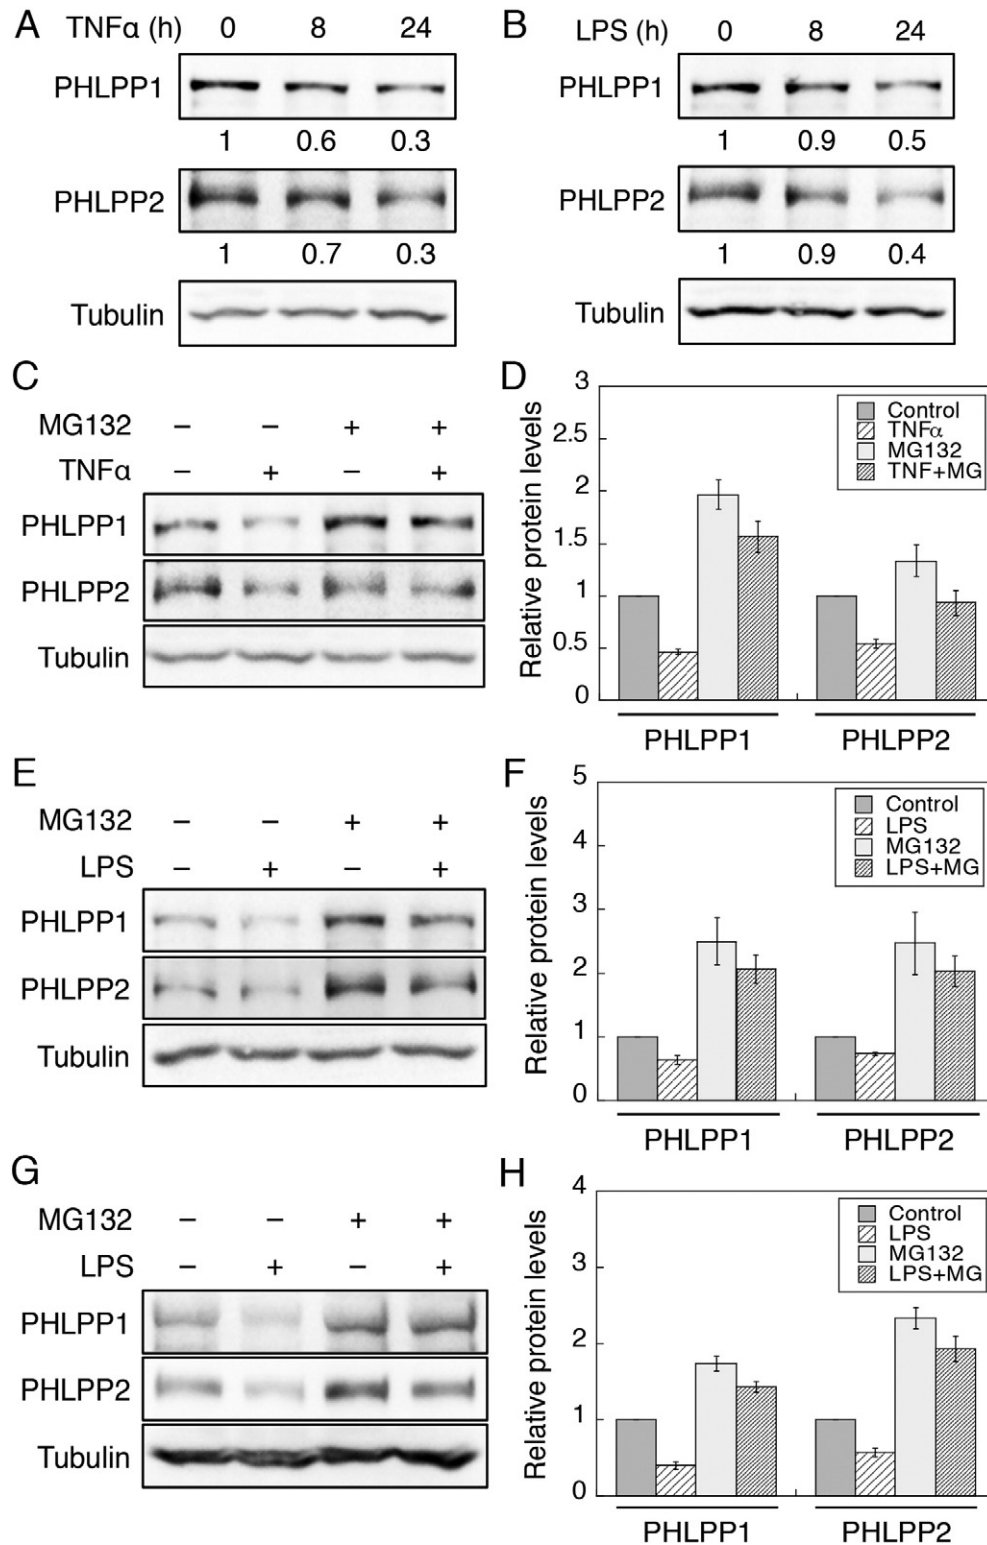 A TNFα (h) 0 8 24
PHLPP1
1 0.6 0.3
PHLPP2
1 0.7 0.3
Tubulin
B LPS (h) 0 8 24
PHLPP1
1 0.9 0.5
PHLPP2
1 0.9 0.4
Tubulin
C
MG132 – – + +
TNFα – + – +
PHLPP1
PHLPP2
Tubulin
D
Relative protein levels
3
2.5
2
1.5
1
0.5
0
Control
TNFα
MG132
TNF+MG
PHLPP1 PHLPP2
E
MG132 – – + +
LPS – + – +
PHLPP1
PHLPP2
Tubulin
F
Relative protein levels
5
4
3
2
1
0
Control
LPS
MG132
LPS+MG
PHLPP1 PHLPP2
G
MG132 – – + +
LPS – + – +
PHLPP1
PHLPP2
Tubulin
H
Relative protein levels
4
3
2
1
0
Control
LPS
MG132
LPS+MG
PHLPP1 PHLPP2